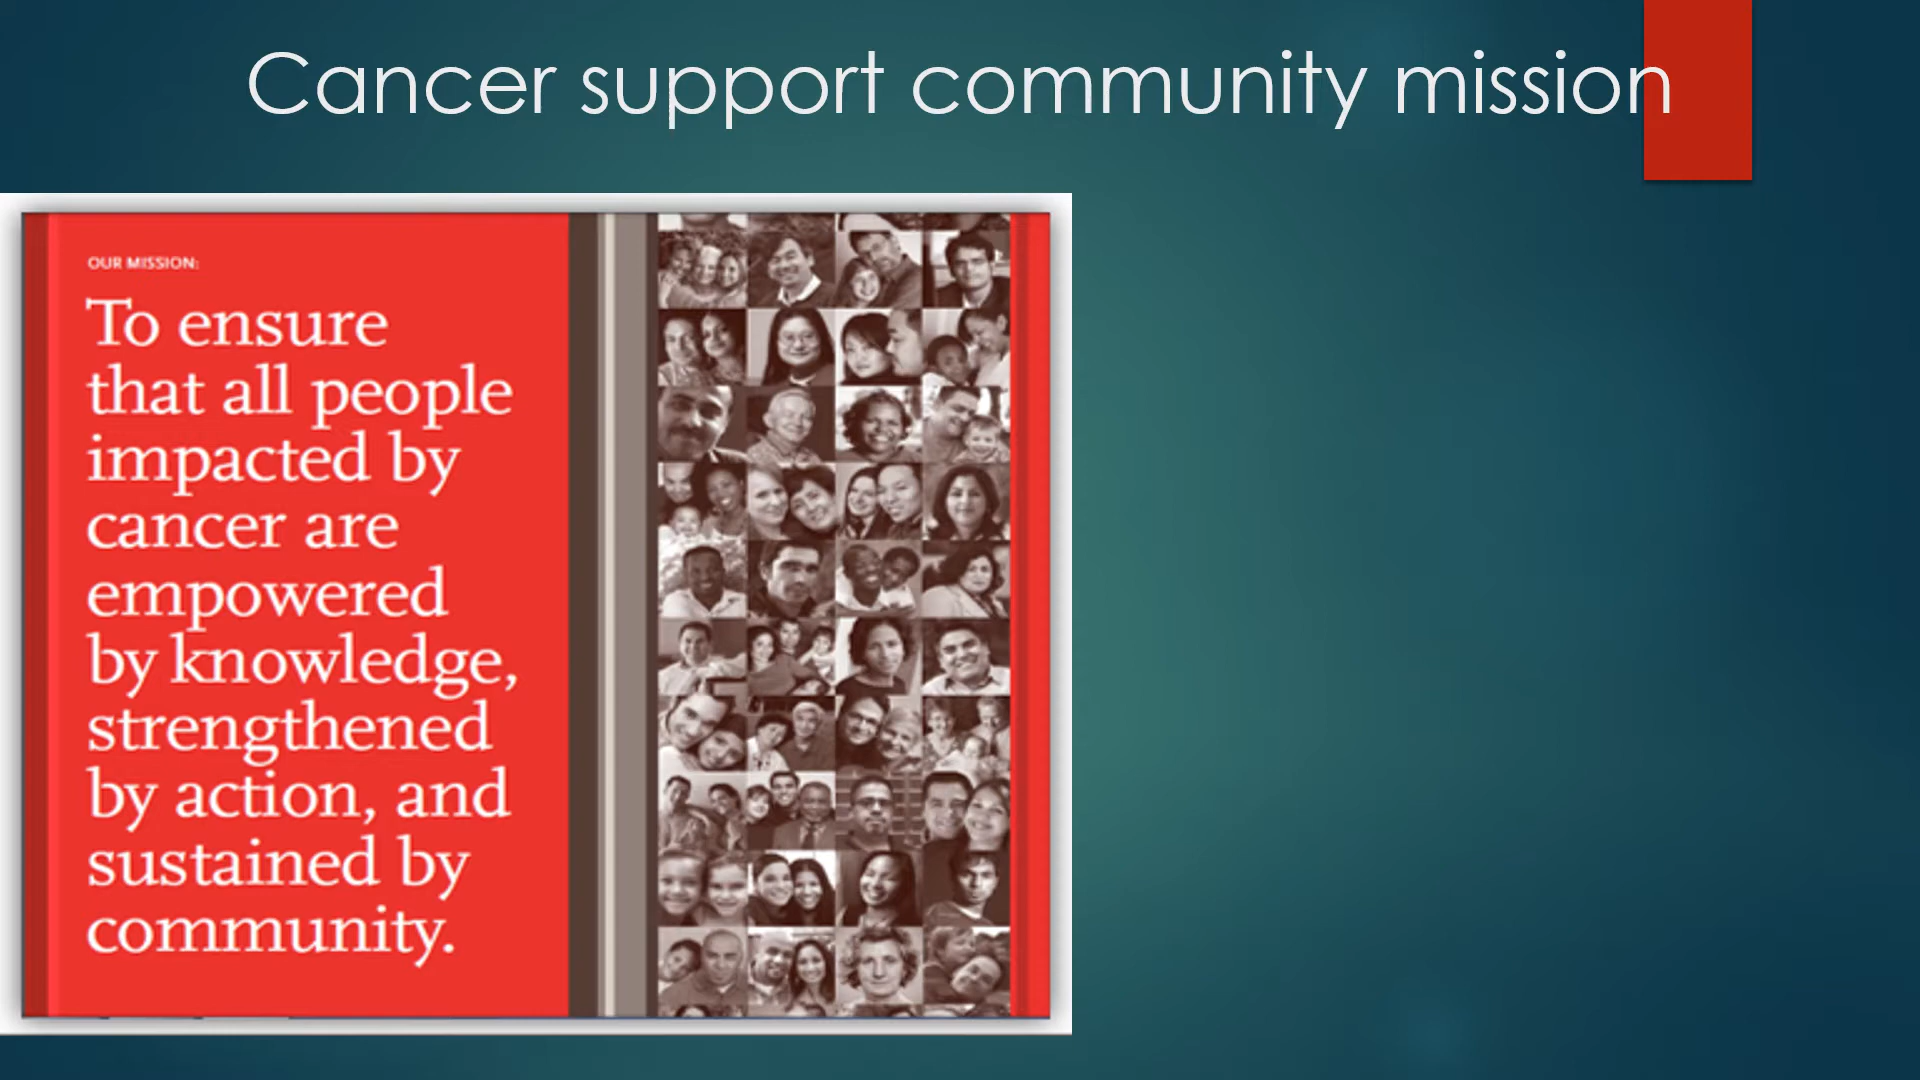 Cancer support community mission
OUR MISSION:
To ensure
that all people
impacted by
cancer are
empowered
by knowledge,
strengthened
by action, and
sustained by
community.